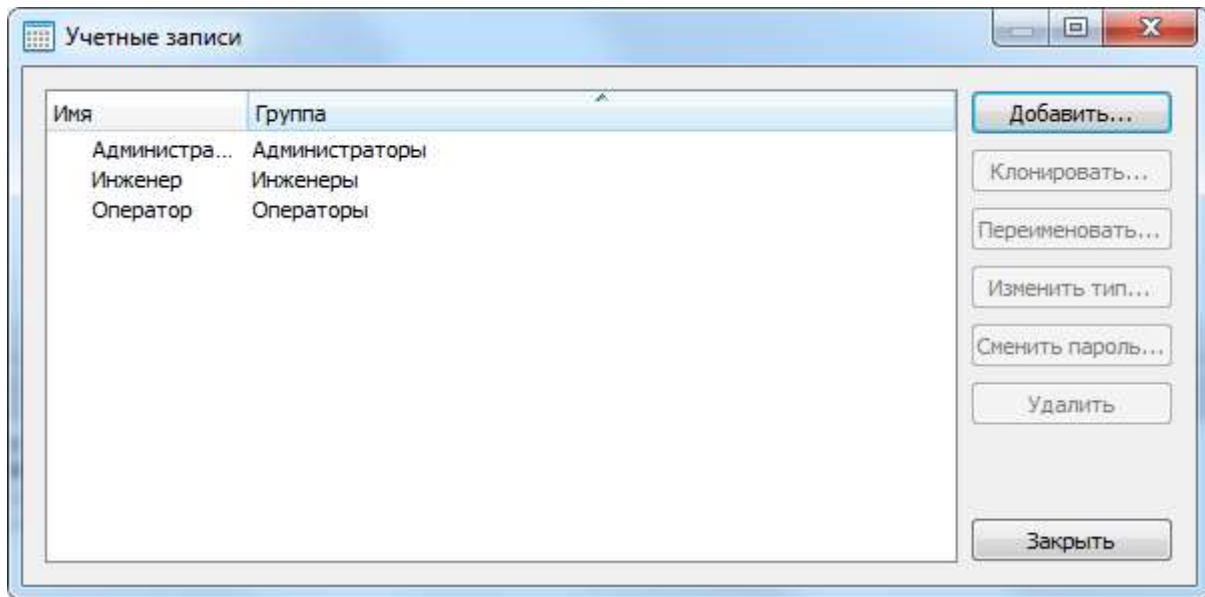 Учетные записи
Имя Группа
Администра... Администраторы
Инженер Инженеры
Оператор Операторы
Добавить...
Клонировать...
Переименовать...
Изменить тип...
Сменить пароль...
Удалить
Закрыть